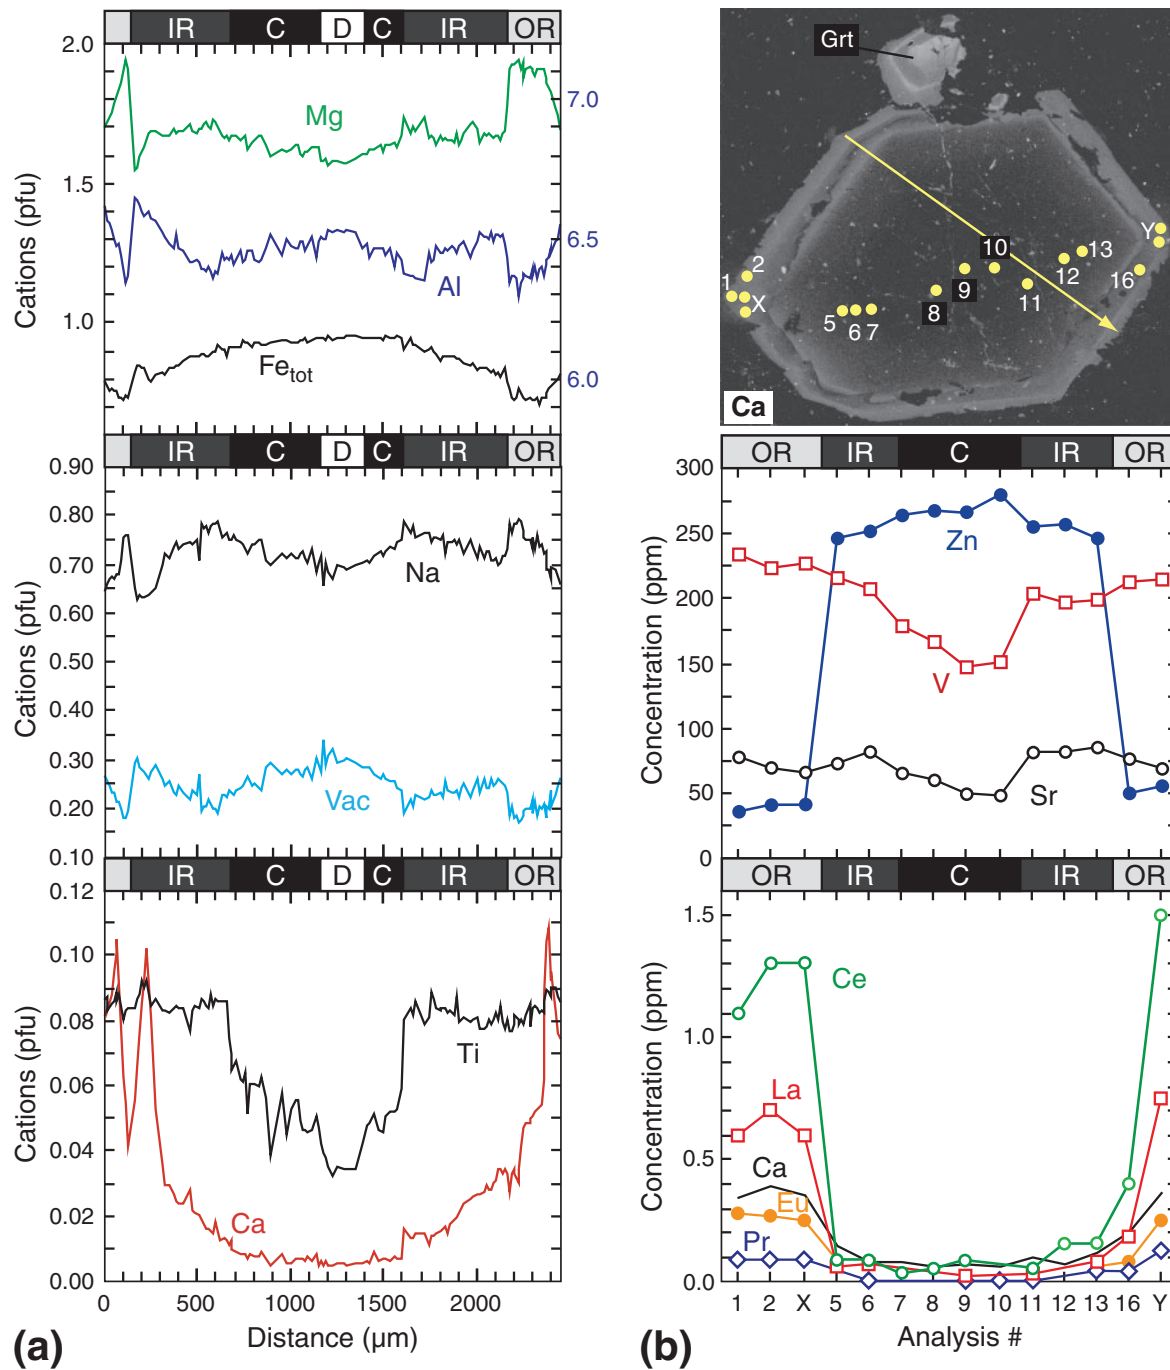 IR C D C IR OR
2.0
1.5
1.0
7.0
6.5
6.0
Cations (pfu)
Mg
Al
Fetot
IR C D C IR OR
0.90
0.80
0.70
0.60
0.50
0.40
0.30
0.20
0.10
Cations (pfu)
Na
Vac
IR C D C IR OR
0.12
0.10
0.08
0.06
0.04
0.02
0.00
Cations (pfu)
Ti
Ca
0 500 1000 1500 2000
Distance (µm)
(a)
Grt
Y
13
10
12
16
2
9
11
1
X
8
5 6 7
Ca
OR IR C IR OR
300
250
200
150
100
50
0
Concentration (ppm)
Zn
V
Sr
OR IR C IR OR
1.5
1.0
0.5
0.0
Concentration (ppm)
Ce
La
Ca
Eu
Pr
1 2 X 5 6 7 8 9 10 11 12 13 16 Y
Analysis #
(b)